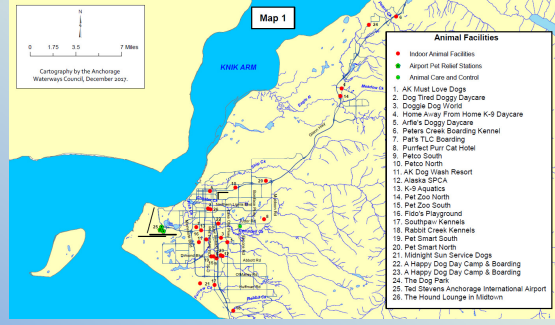 Map 1
0 1.75 3.5 7 Miles
Cartography by the Anchorage
Waterways Council, December 2017.
KNIK ARM
Animal Facilities
Indoor Animal Facilities
Airport Pet Relief Stations
Animal Care and Control
1. AK Must Love Dogs
2. Dog Tired Doggy Daycare
3. Doggie Dog World
4. Home Away From Home K-9 Daycare
5. Arfie's Doggy Daycare
6. Peters Creek Boarding Kennel
7. Pat's TLC Boarding
8. Purrfect Purr Cat Hotel
9. Petco South
10. Petco North
11. AK Dog Wash Resort
12. Alaska SPCA
13. K-9 Aquatics
14. Pet Zoo North
15. Pet Zoo South
16. Fido's Playground
17. Southpaw Kennels
18. Rabbit Creek Kennels
19. Pet Smart South
20. Pet Smart North
21. Midnight Sun Service Dogs
22. A Happy Dog Day Camp & Boarding
23. A Happy Dog Day Camp & Boarding
24. The Dog Park
25. Ted Stevens Anchorage International Airport
26. The Hound Lounge in Midtown